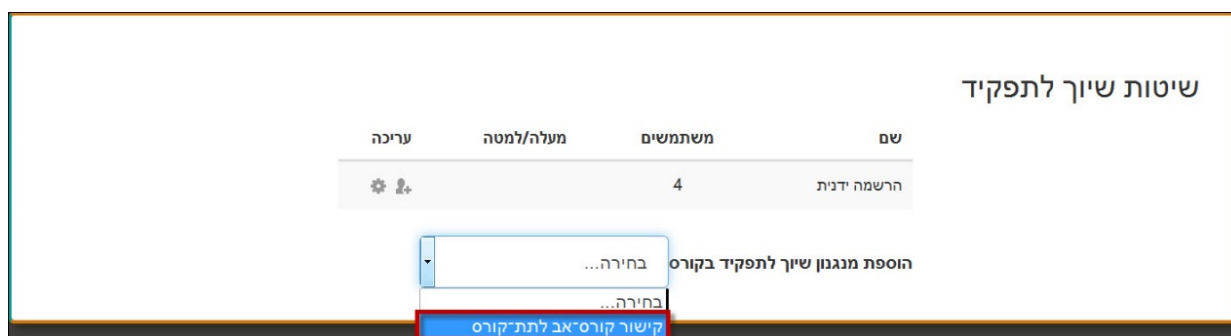 שיטות שיוך לתפקיד
שם משתמשים מעלה/למטה עריכה
הרשמה ידנית 4
הוספת מנגנון שיוך לתפקיד בקורס בחירה...
בחירה...
קישור קורס־אב לתת־קורס